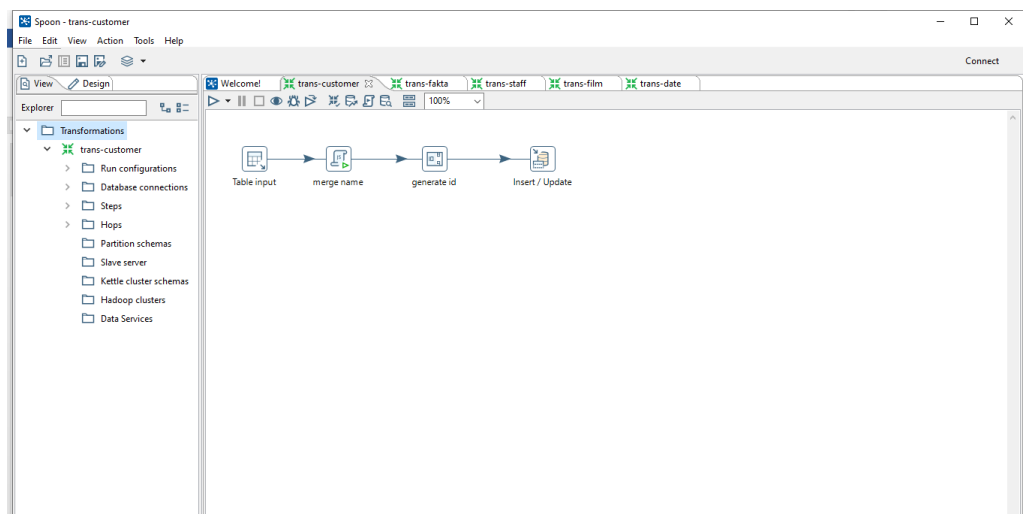 Spoon - trans-customer
File Edit View Action Tools Help
Connect
View Design
Welcome! trans-customer trans-fakta trans-staff trans-film trans-date
Explorer
100%
Transformations
trans-customer
Run configurations
Database connections
Steps
Hops
Partition schemas
Slave server
Kettle cluster schemas
Hadoop clusters
Data Services
Table input merge name generate id Insert / Update